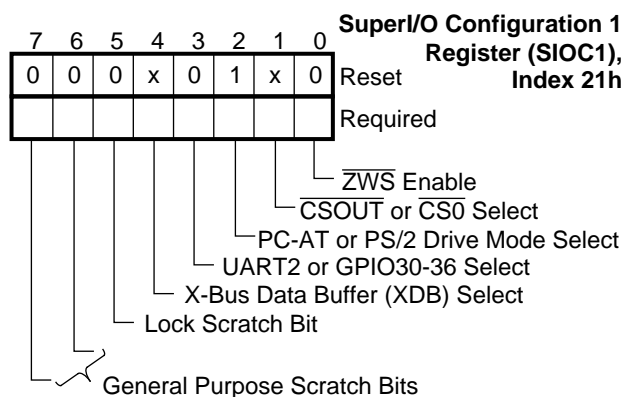 SuperI/O Configuration 1
Register (SIOC1),
Index 21h
7 6 5 4 3 2 1 0
0 0 0 x 0 1 x 0 Reset
Required
ZWS Enable
CSOUT or CS0 Select
PC-AT or PS/2 Drive Mode Select
UART2 or GPIO30-36 Select
X-Bus Data Buffer (XDB) Select
Lock Scratch Bit
General Purpose Scratch Bits